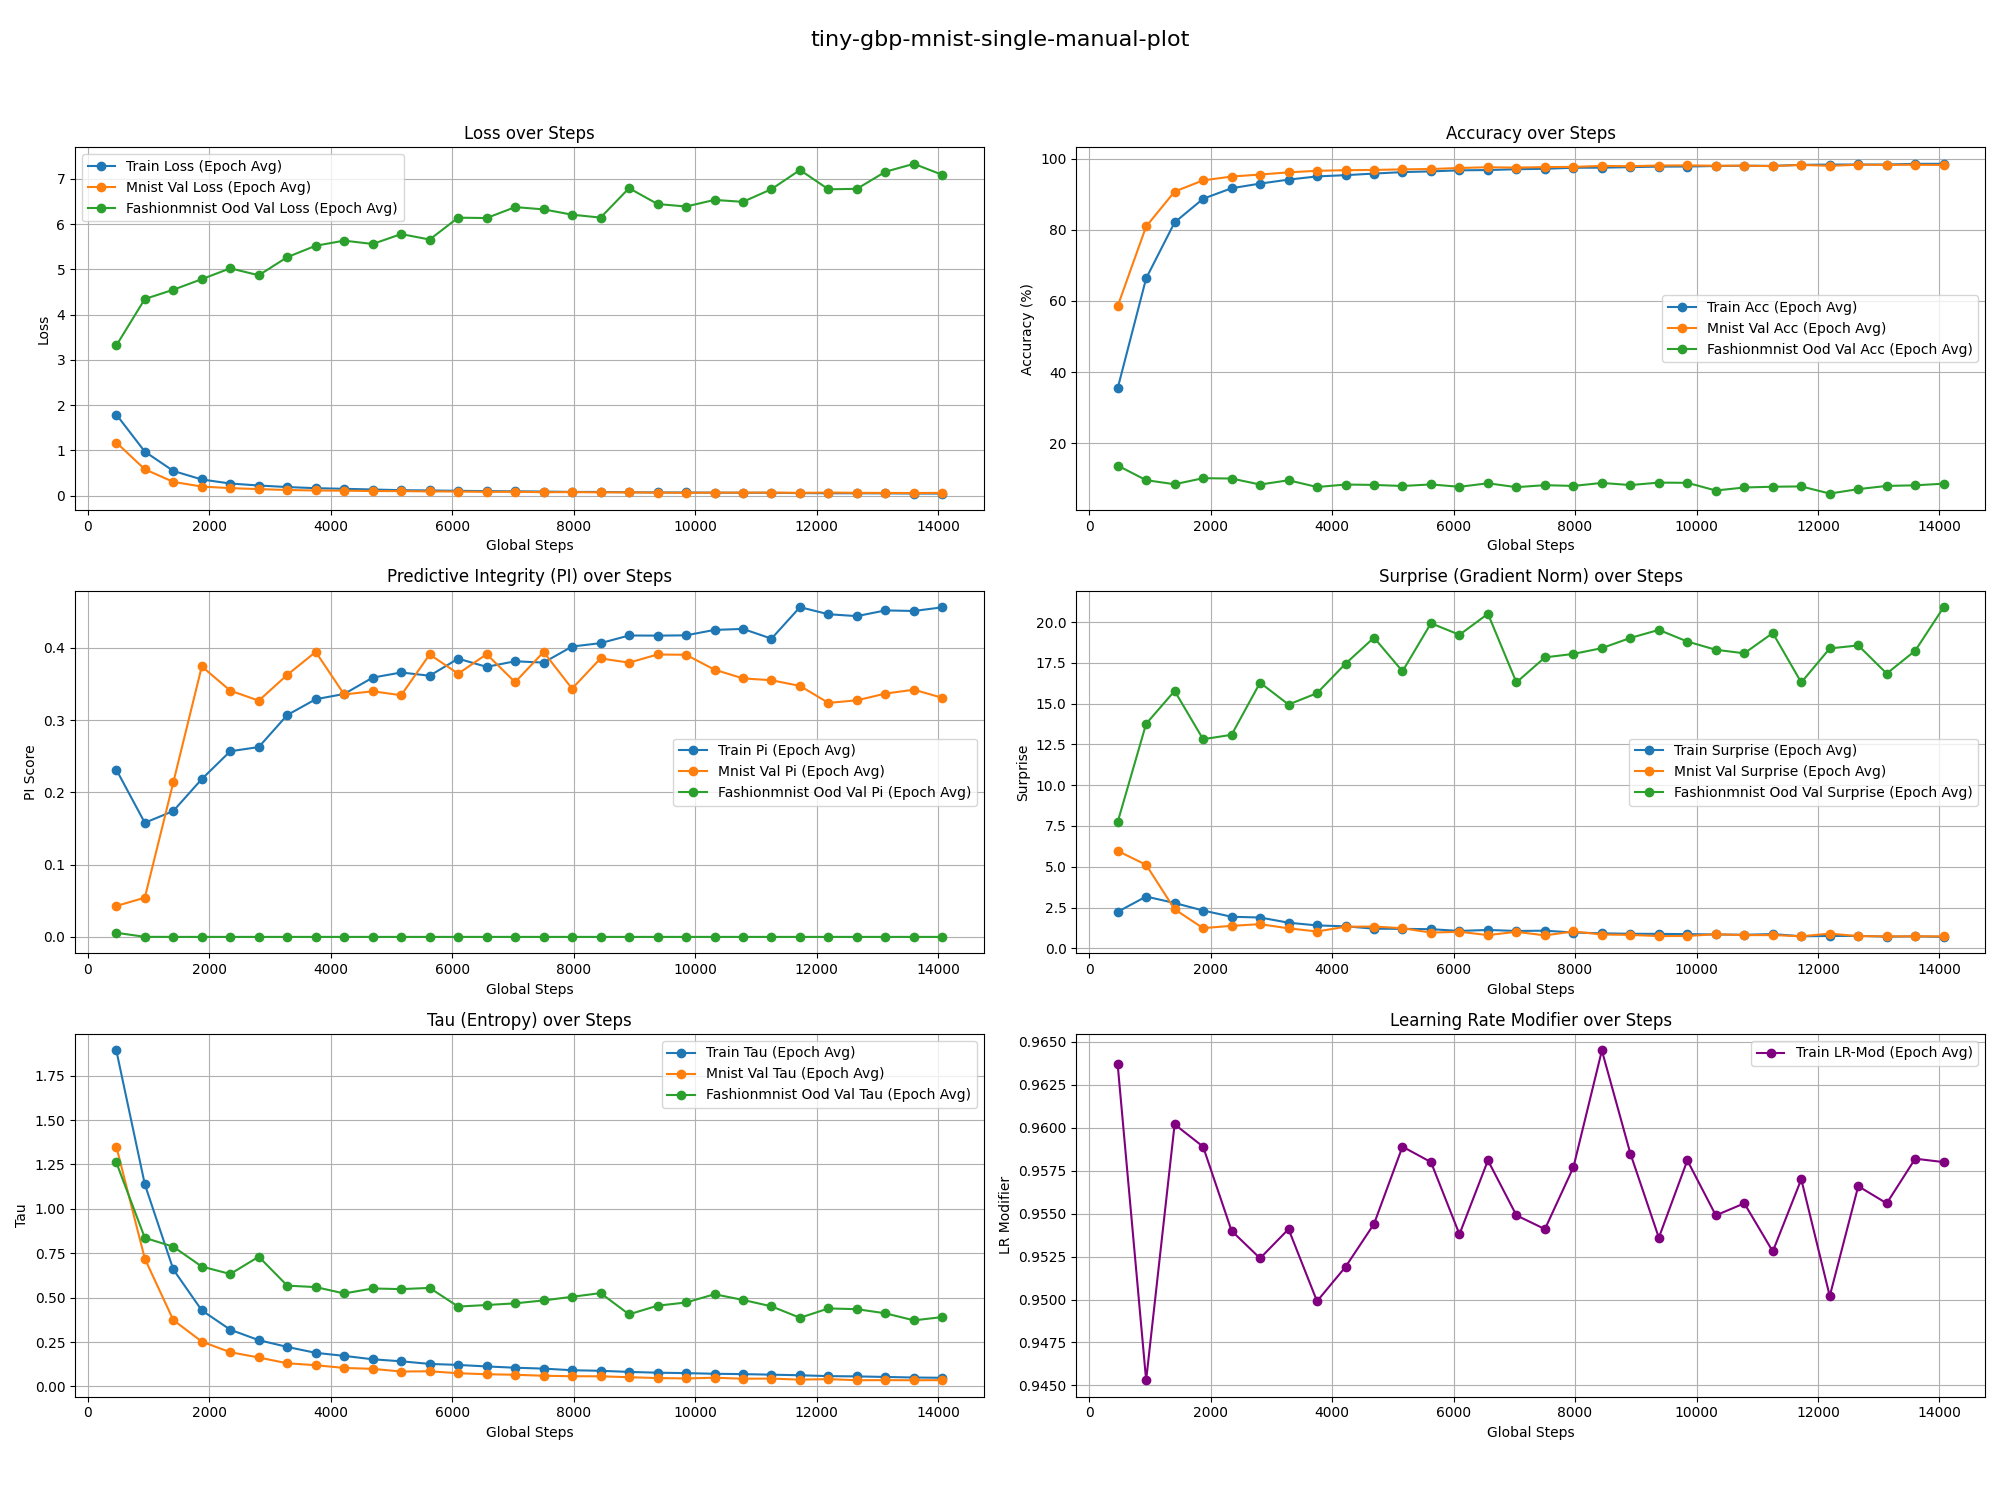 tiny-gbp-mnist-single-manual-plot
Loss over Steps
Loss
7
6
5
4
3
2
1
0
0 2000 4000 6000 8000 10000 12000 14000
Global Steps
Train Loss (Epoch Avg)
Mnist Val Loss (Epoch Avg)
Fashionmnist Ood Val Loss (Epoch Avg)
Accuracy over Steps
Accuracy (%)
100
80
60
40
20
0 2000 4000 6000 8000 10000 12000 14000
Global Steps
Train Acc (Epoch Avg)
Mnist Val Acc (Epoch Avg)
Fashionmnist Ood Val Acc (Epoch Avg)
Predictive Integrity (PI) over Steps
PI Score
0.4
0.3
0.2
0.1
0.0
0 2000 4000 6000 8000 10000 12000 14000
Global Steps
Train Pi (Epoch Avg)
Mnist Val Pi (Epoch Avg)
Fashionmnist Ood Val Pi (Epoch Avg)
Surprise (Gradient Norm) over Steps
Surprise
20.0
17.5
15.0
12.5
10.0
7.5
5.0
2.5
0.0
0 2000 4000 6000 8000 10000 12000 14000
Global Steps
Train Surprise (Epoch Avg)
Mnist Val Surprise (Epoch Avg)
Fashionmnist Ood Val Surprise (Epoch Avg)
Tau (Entropy) over Steps
Tau
1.75
1.50
1.25
1.00
0.75
0.50
0.25
0.00
0 2000 4000 6000 8000 10000 12000 14000
Global Steps
Train Tau (Epoch Avg)
Mnist Val Tau (Epoch Avg)
Fashionmnist Ood Val Tau (Epoch Avg)
Learning Rate Modifier over Steps
LR Modifier
0.9650
0.9625
0.9600
0.9575
0.9550
0.9525
0.9500
0.9475
0.9450
0 2000 4000 6000 8000 10000 12000 14000
Global Steps
Train LR-Mod (Epoch Avg)